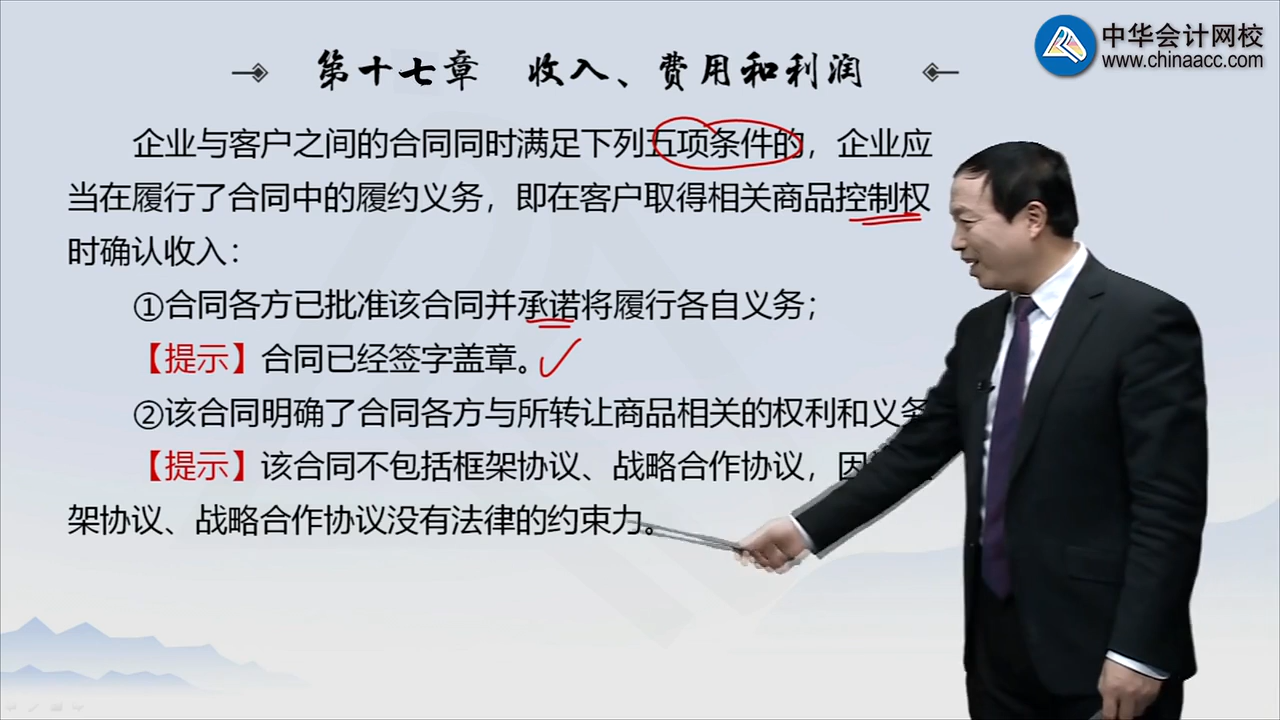 中华会计网校
www.chinaacc.com
第十七章 收入、费用和利润
企业与客户之间的合同同时满足下列五项条件的，企业应
当在履行了合同中的履约义务，即在客户取得相关商品控制权
时确认收入：
①合同各方已批准该合同并承诺将履行各自义务；
【提示】合同已经签字盖章。
②该合同明确了合同各方与所转让商品相关的权利和义务
【提示】该合同不包括框架协议、战略合作协议，因
架协议、战略合作协议没有法律的约束力。